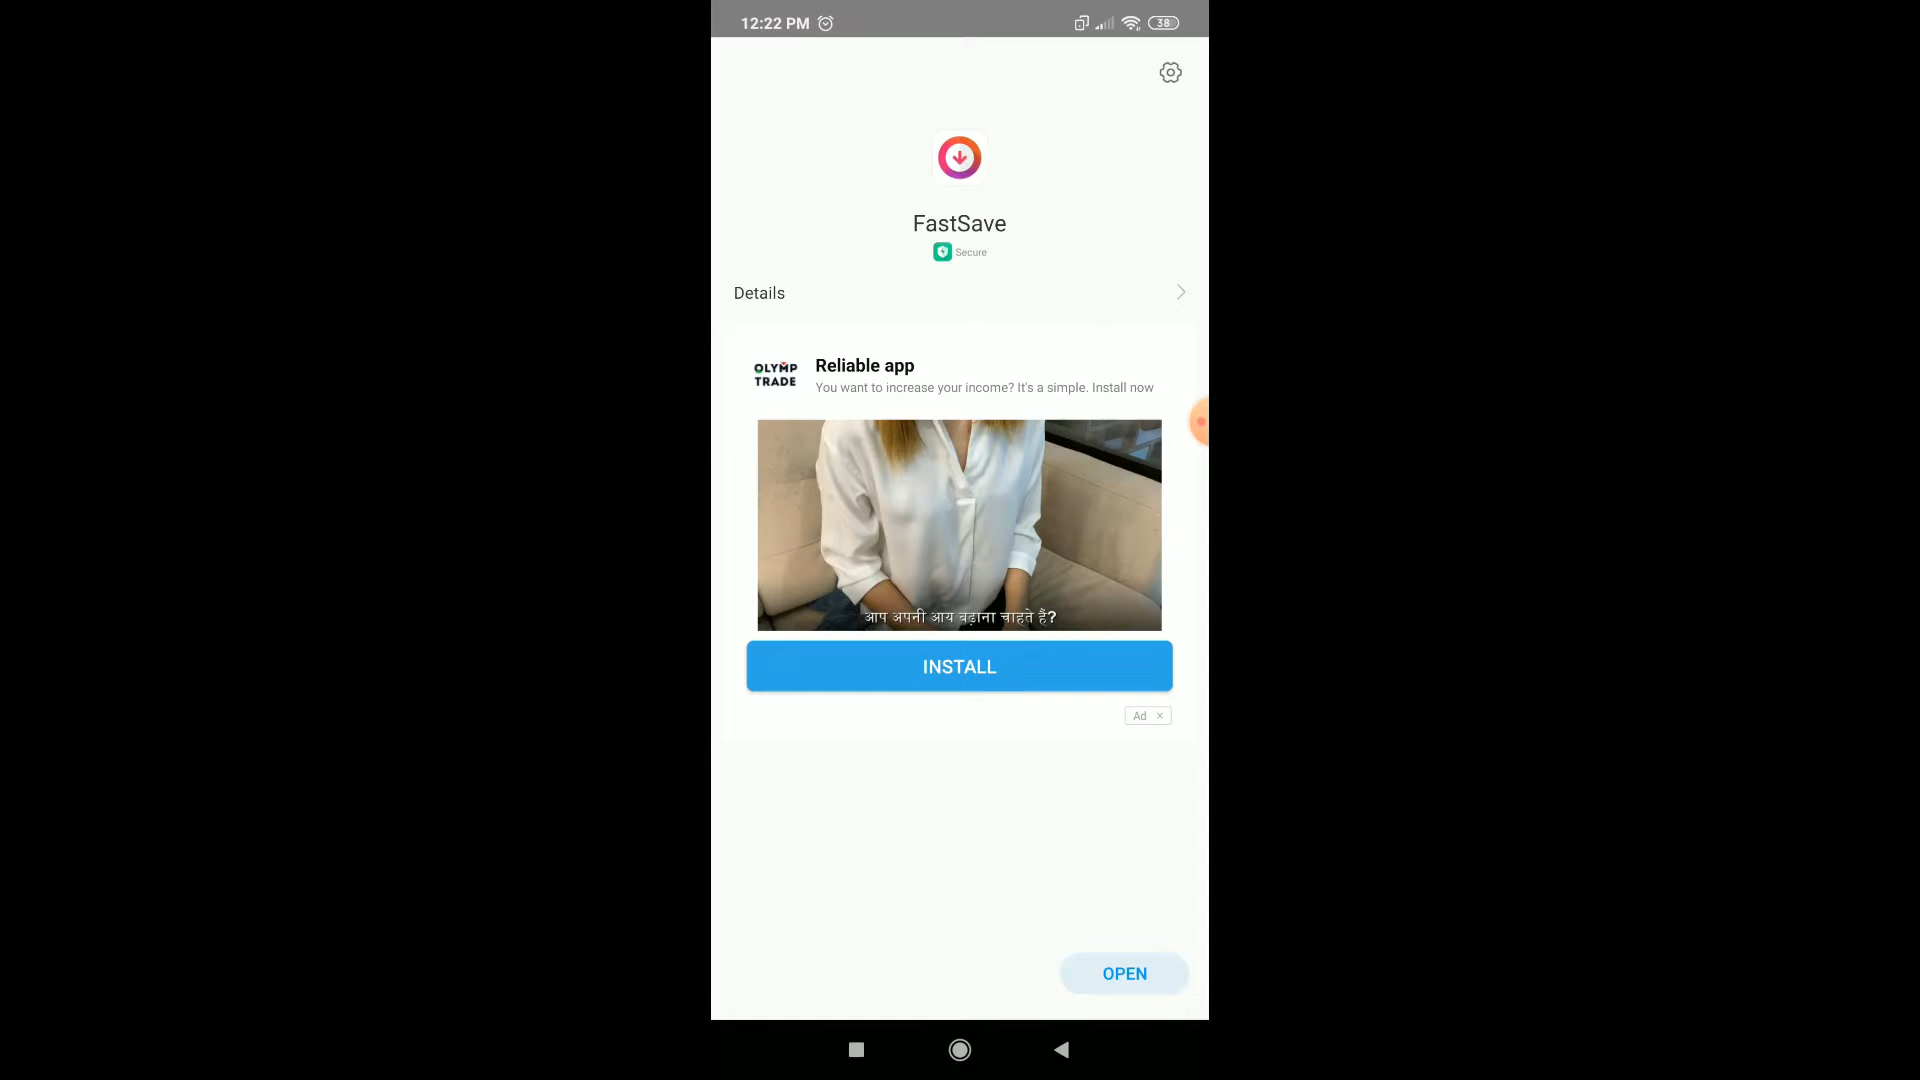 12:22 PM
38
FastSave
Secure
Details
OLYMP
TRADE
Reliable app
You want to increase your income? It's a simple. Install now
आप अपनी आय बढ़ाना चाहते हैं?
INSTALL
Ad ×
OPEN